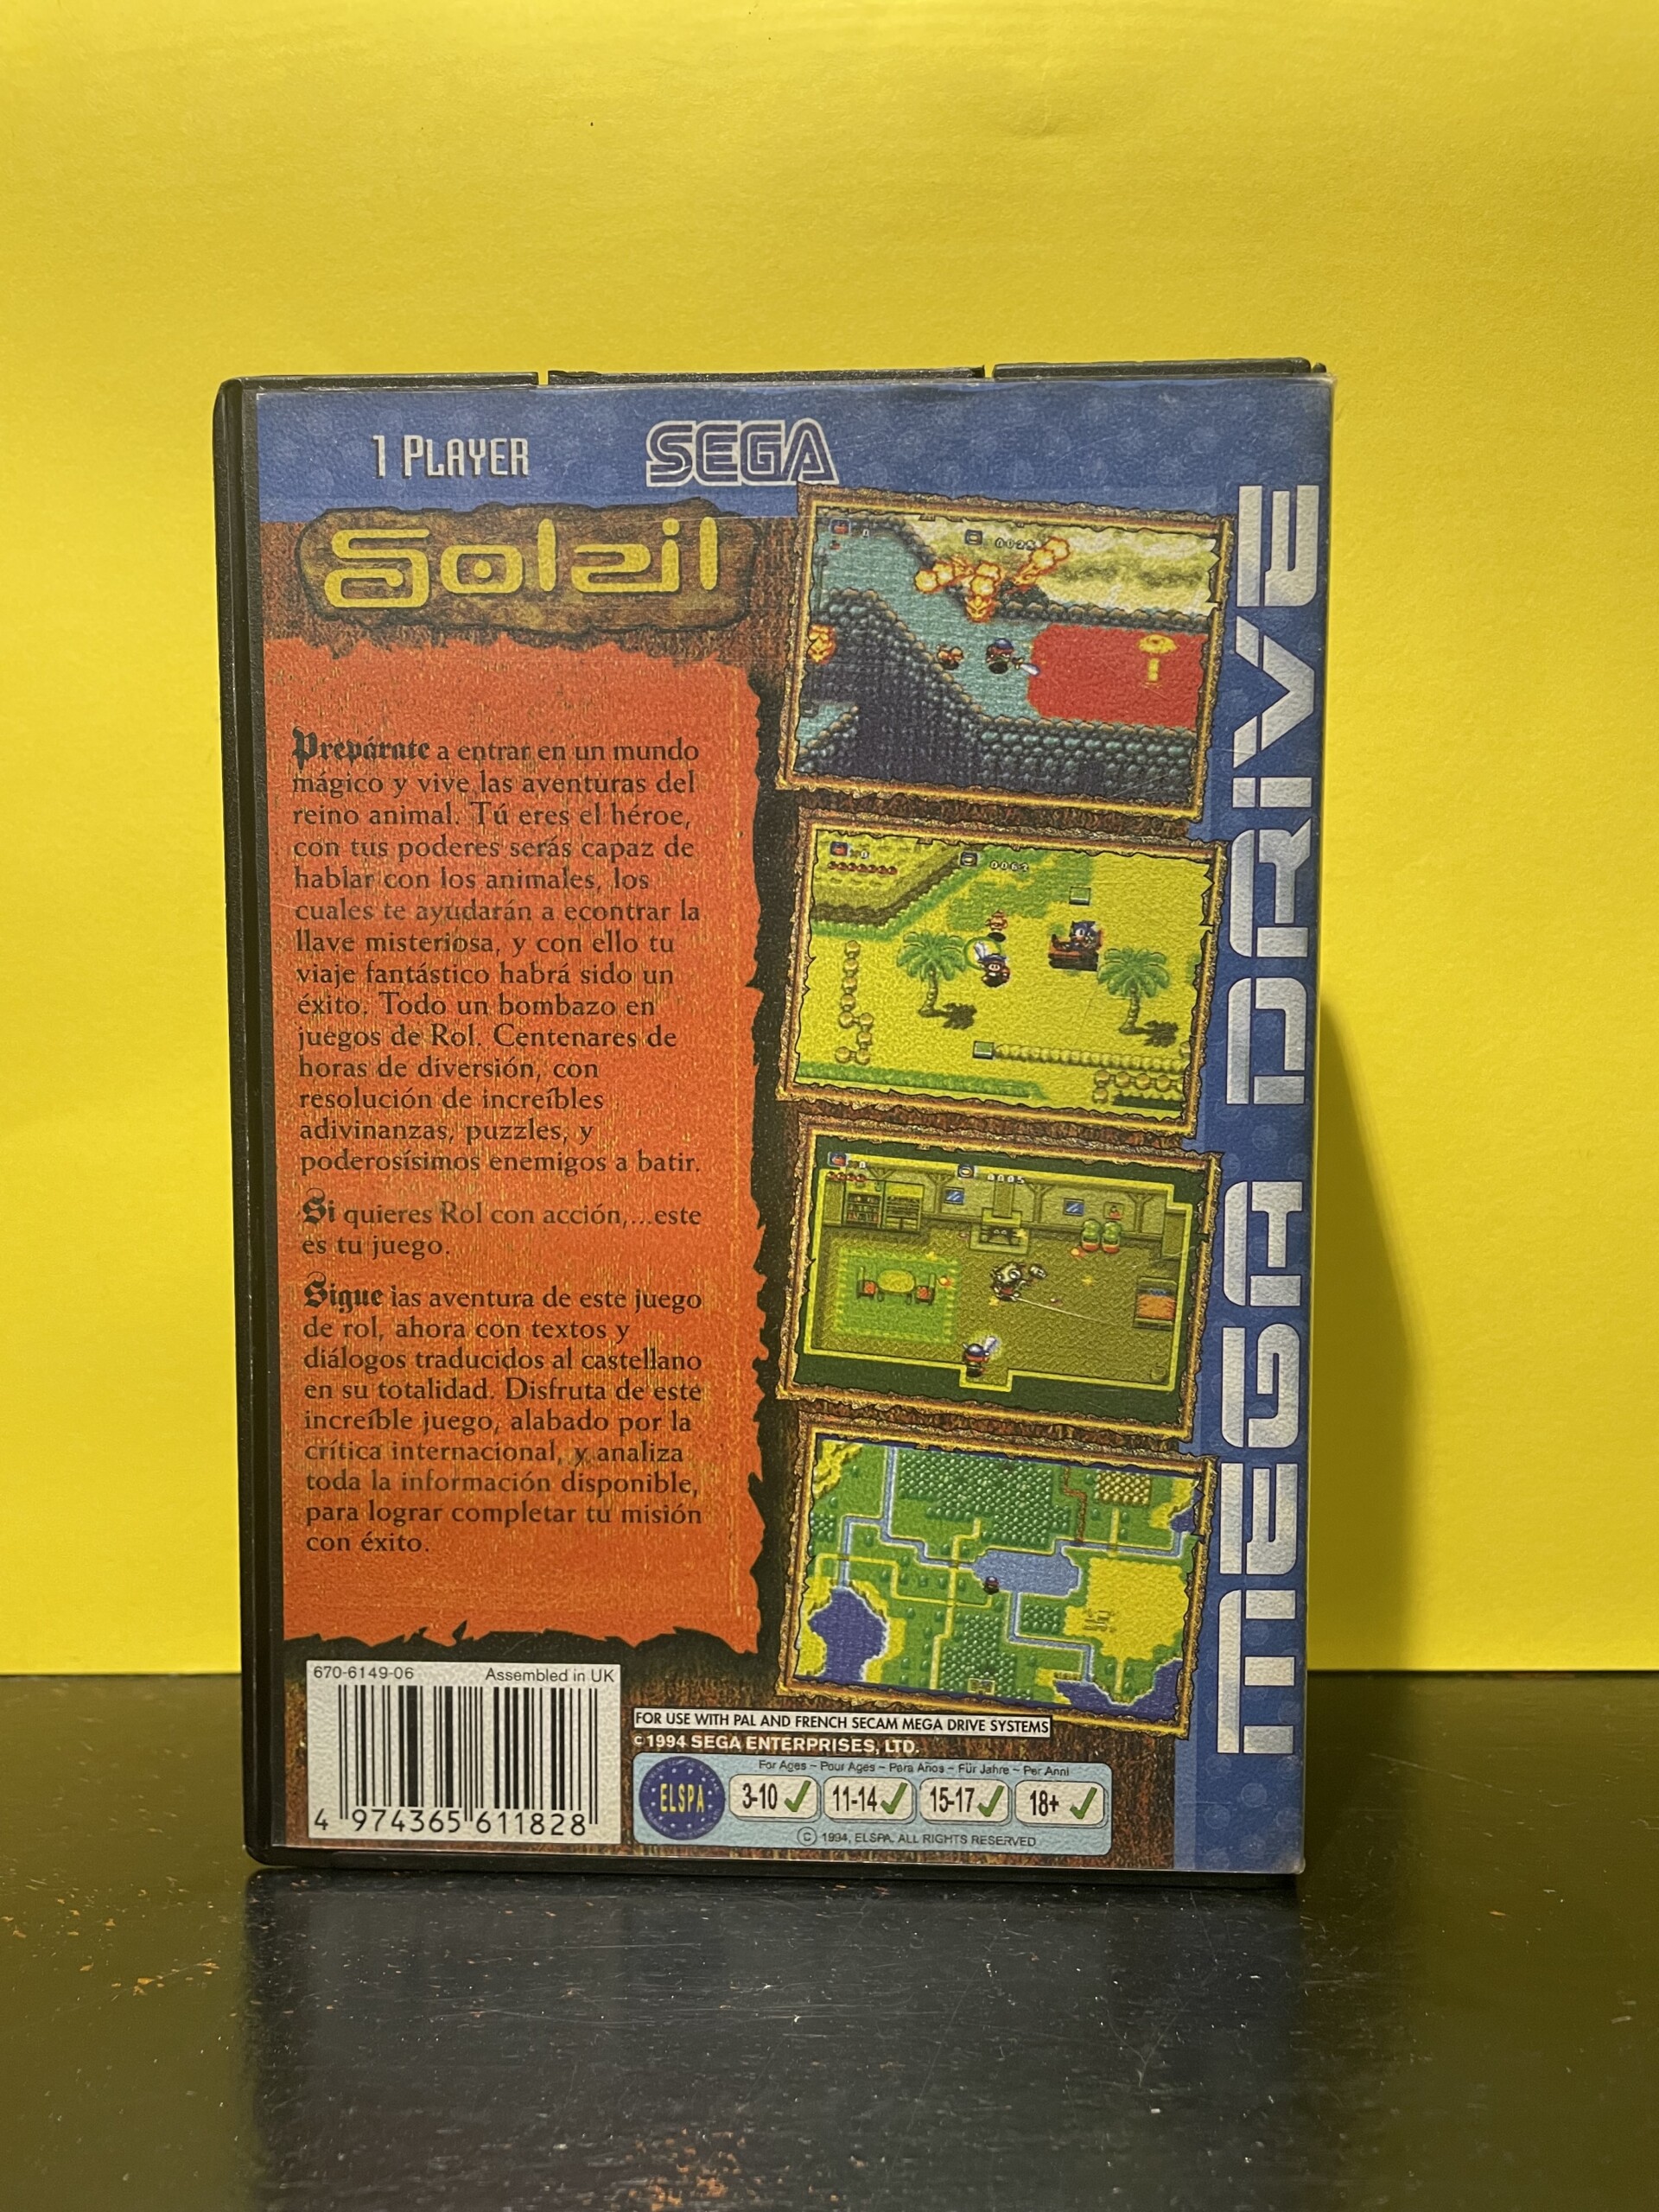 1 PLAYER
SEGA
Soleil
Prepárate a entrar en un mundo
mágico y vive las aventuras del
reino animal. Tú eres el héroe,
con tus poderes serás capaz de
hablar con los animales, los
cuales te ayudarán a econtrar la
llave misteriosa, y con ello tu
viaje fantástico habrá sido un
éxito. Todo un bombazo en
juegos de Rol. Centenares de
horas de diversión, con
resolución de increíbles
adivinanzas, puzzles, y
poderosísimos enemigos a batir.
Si quieres Rol con acción,...este
es tu juego.
Sigue las aventura de este juego
de rol, ahora con textos y
diálogos traducidos al castellano
en su totalidad. Disfruta de este
increíble juego, alabado por la
crítica internacional, y analiza
toda la información disponible,
para lograr completar tu misión
con éxito.
MEGA DRIVE
670-6149-06 Assembled in UK
4 974365 611828
FOR USE WITH PAL AND FRENCH SECAM MEGA DRIVE SYSTEMS
© 1994 SEGA ENTERPRISES, LTD.
For Ages ~ Pour Ages ~ Para Años ~ Für Jahre ~ Per Anni
ELSPA
3-10 11-14 15-17 18+
© 1994, ELSPA. ALL RIGHTS RESERVED